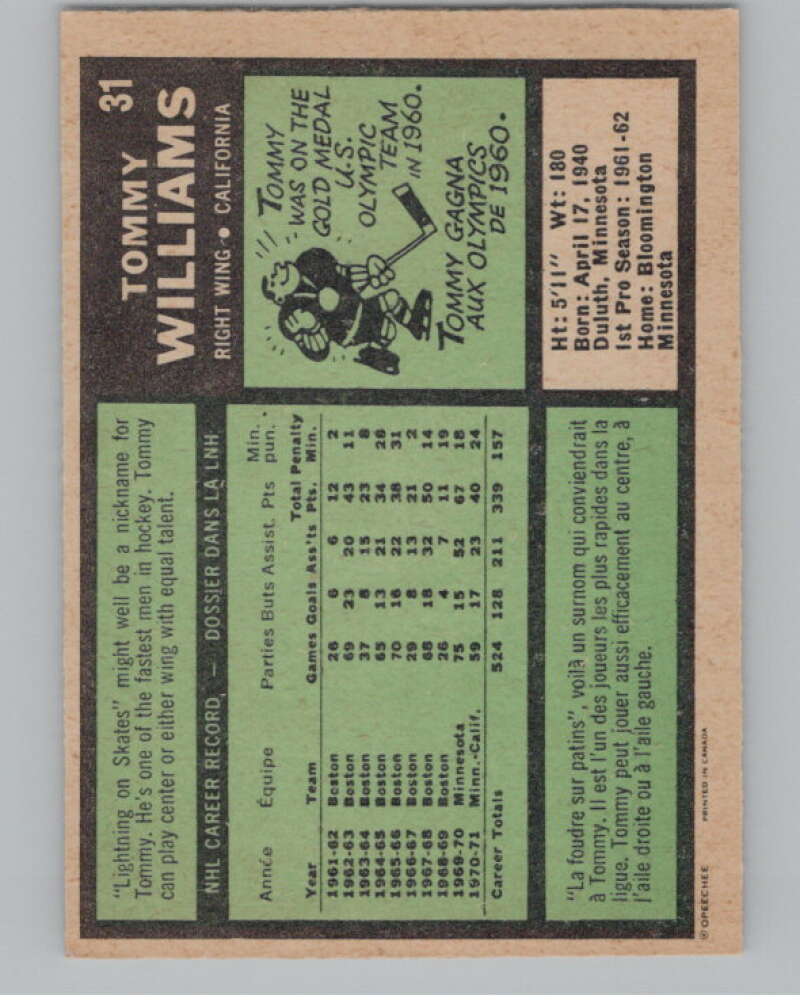 "Lightning on Skates" might well be a nickname for
Tommy. He's one of the fastest men in hockey. Tommy
can play center or either wing with equal talent.
TOMMY 31
WILLIAMS
RIGHT WING • CALIFORNIA
NHL CAREER RECORD — DOSSIER DANS LA LNH
Année Équipe Parties Buts Assist. Pts Min. pun.
Year Team Games Goals Ass'ts Total Pts. Penalty Min.
1961-62 Boston 26 6 6 12 2
1962-63 Boston 69 23 20 43 11
1963-64 Boston 37 8 15 23 8
1964-65 Boston 65 13 21 34 28
1965-66 Boston 70 16 22 38 31
1966-67 Boston 29 8 13 21 2
1967-68 Boston 68 18 32 50 14
1968-69 Boston 26 4 7 11 19
1969-70 Minnesota 75 15 52 67 18
1970-71 Minn.-Calif. 59 17 23 40 24
Career Totals 524 128 211 339 157
TOMMY
WAS ON THE
GOLD MEDAL
U.S.
OLYMPIC
TEAM
IN 1960.
TOMMY GAGNA
AUX OLYMPICS
DE 1960.
"La foudre sur patins", voilà un surnom qui conviendrait
à Tommy. Il est l'un des joueurs les plus rapides dans la
ligue. Tommy peut jouer aussi efficacement au centre, à
l'aile droite ou à l'aile gauche.
Ht: 5'11" Wt: 180
Born: April 17, 1940
Duluth, Minnesota
1st Pro Season: 1961-62
Home: Bloomington
Minnesota
© OPEECHEE PRINTED IN CANADA